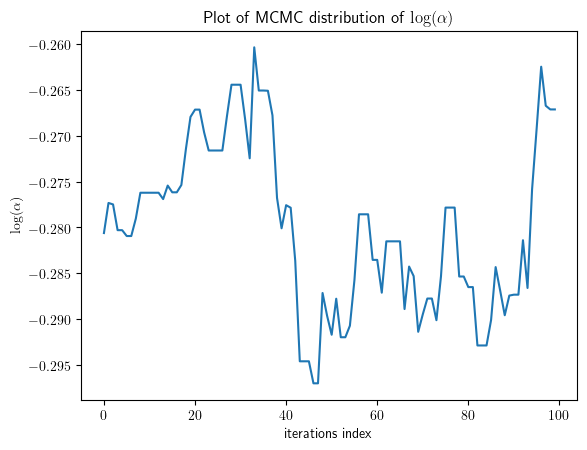 Plot of MCMC distribution of log(α)
−0.260
−0.265
−0.270
−0.275
−0.280
−0.285
−0.290
−0.295
log(α)
0 20 40 60 80 100
iterations index